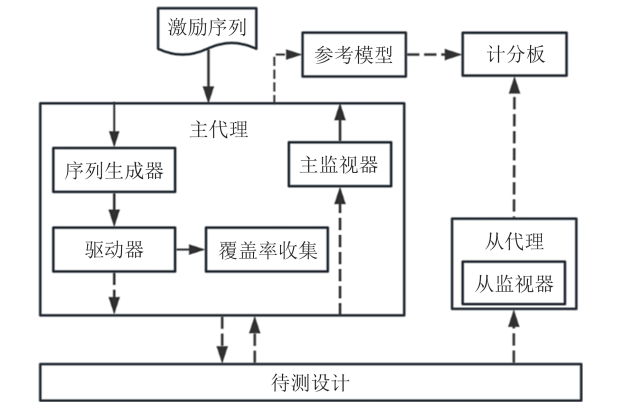 激励序列
参考模型
计分板
主代理
序列生成器
主监视器
驱动器
覆盖率收集
从代理
从监视器
待测设计